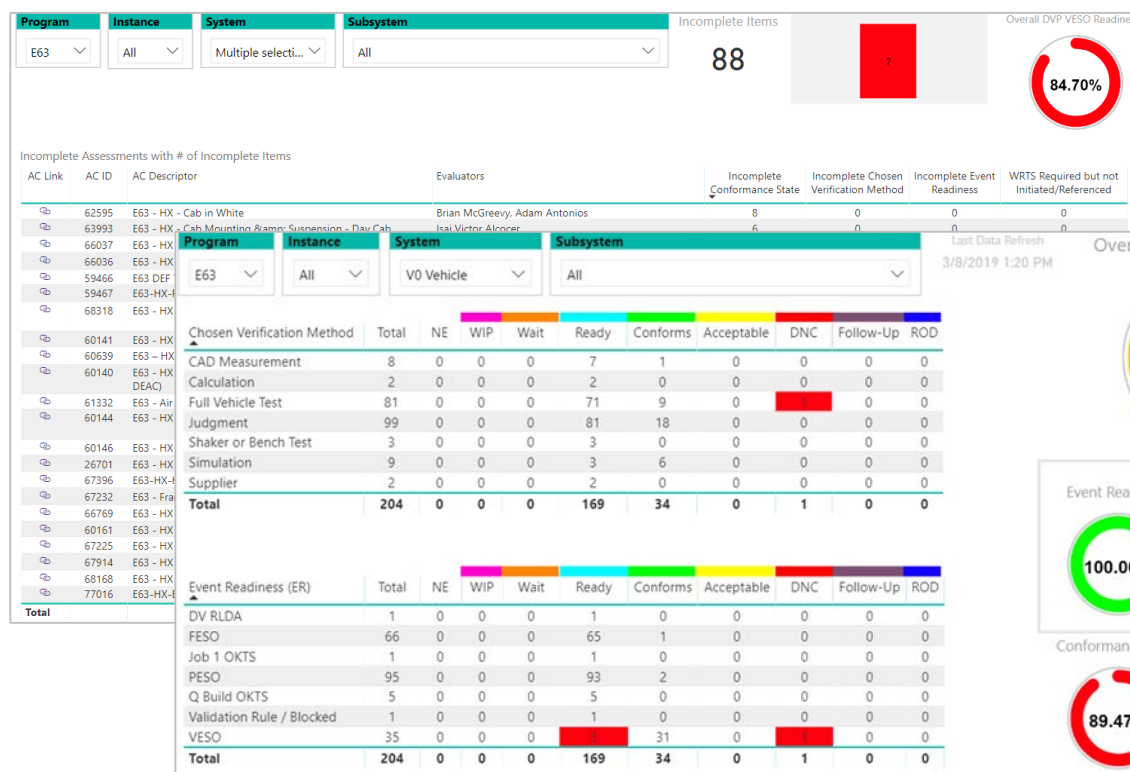 Program Instance System Subsystem Incomplete Items Overall DVP VESO Readine
E63 All Multiple selecti... All 88 7 84.70%
Incomplete Assessments with # of Incomplete Items
AC Link AC ID AC Descriptor Evaluators Incomplete Conformance State Incomplete Chosen Verification Method Incomplete Event Readiness WRTS Required but not Initiated/Referenced
62595 E63 - HX - Cab in White Brian McGreevy, Adam Antonios 8 0 0 0
63993 E63 - HX - Cab Mounting &amp; Suspension - Day Cab Isai Victor Alcocer 6 0 0 0
66037 E63 - HX
66036 E63 - HX
59466 E63 DEF
59467 E63-HX-
68318 E63 - HX
60141 E63 - HX
60639 E63 – HX
60140 E63 - HX
DEAC)
61332 E63 - Air
60144 E63 - HX
60146 E63 - HX
26701 E63 - HX
67396 E63-HX-
67232 E63 - Fra
66769 E63 - HX
60161 E63 - HX
67225 E63 - HX
67914 E63 - HX
68168 E63 - HX
77016 E63-HX-
Total
Program Instance System Subsystem Last Data Refresh Over
E63 All V0 Vehicle All 3/8/2019 1:20 PM
Chosen Verification Method Total NE WIP Wait Ready Conforms Acceptable DNC Follow-Up ROD
CAD Measurement 8 0 0 0 7 1 0 0 0 0
Calculation 2 0 0 0 2 0 0 0 0 0
Full Vehicle Test 81 0 0 0 71 9 0 1 0 0
Judgment 99 0 0 0 81 18 0 0 0 0
Shaker or Bench Test 3 0 0 0 3 0 0 0 0 0
Simulation 9 0 0 0 3 6 0 0 0 0
Supplier 2 0 0 0 2 0 0 0 0 0
Total 204 0 0 0 169 34 0 1 0 0
Event Rea
100.00
Event Readiness (ER) Total NE WIP Wait Ready Conforms Acceptable DNC Follow-Up ROD
DV RLDA 1 0 0 0 1 0 0 0 0 0
FESO 66 0 0 0 65 1 0 0 0 0
Job 1 OKTS 1 0 0 0 1 0 0 0 0 0
PESO 95 0 0 0 93 2 0 0 0 0
Q Build OKTS 5 0 0 0 5 0 0 0 0 0
Validation Rule / Blocked 1 0 0 0 1 0 0 0 0 0
VESO 35 0 0 0 3 31 0 1 0 0
Total 204 0 0 0 169 34 0 1 0 0
Conforman
89.47